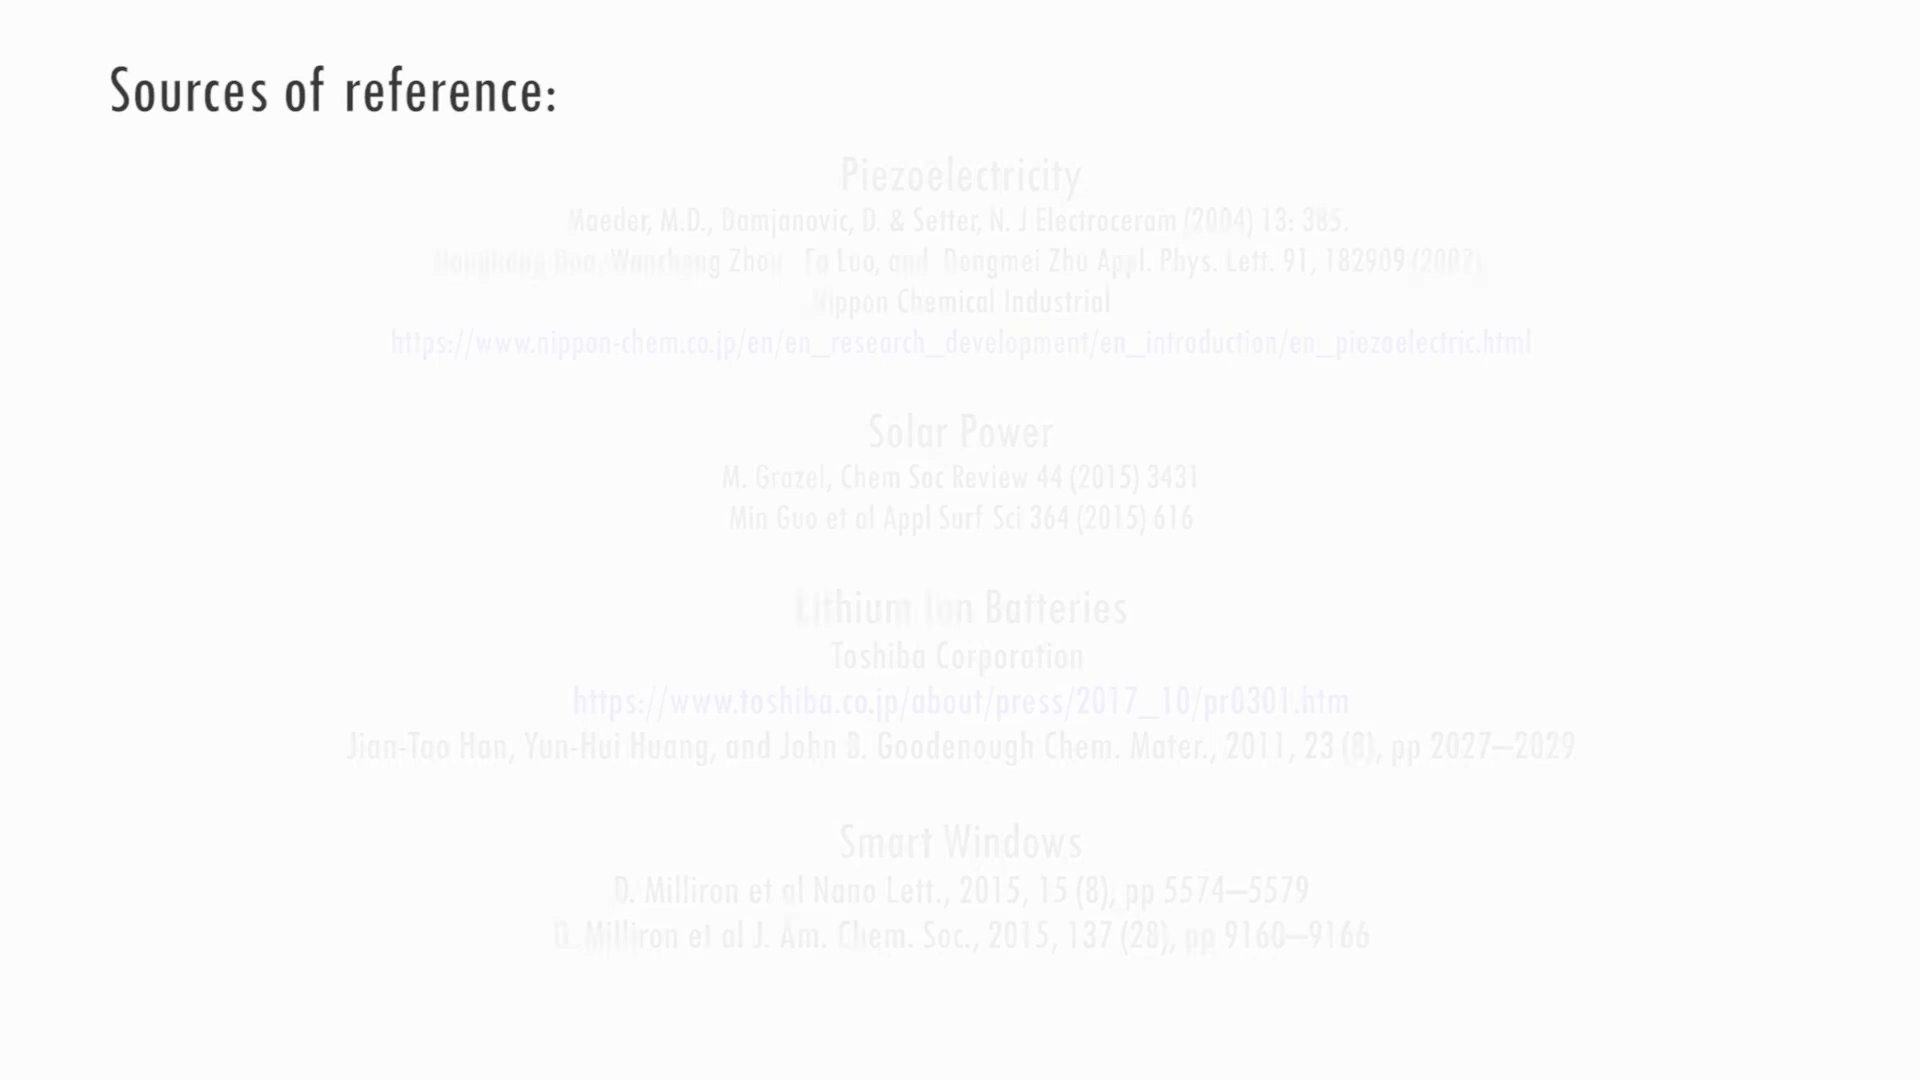 Sources of reference:
Piezoelectricity
Maeder, M.D., Damjanovic, D. & Setter, N. J Electroceram (2004) 13: 385.
Wancheng Zhou Fa Luo, and Dongmei Zhu Appl. Phys. Lett. 91, 182909 (2007)
Nippon Chemical Industrial
https://www.nippon-chem.co.jp/en/en_research_development/en_introduction/en_piezoelectric.html
Solar Power
M. Grazel, Chem Soc Review 44 (2015) 3431
Min Guo et al Appl Surf Sci 364 (2015) 616
Lithium Ion Batteries
Toshiba Corporation
https://www.toshiba.co.jp/about/press/2017_10/pr0301.htm
Jian-Tao Han, Yun-Hui Huang, and John B. Goodenough Chem. Mater., 2011, 23 (8), pp 2027–2029
Smart Windows
D. Milliron et al Nano Lett., 2015, 15 (8), pp 5574–5579
D. Milliron et al J. Am. Chem. Soc., 2015, 137 (28), pp 9160–9166